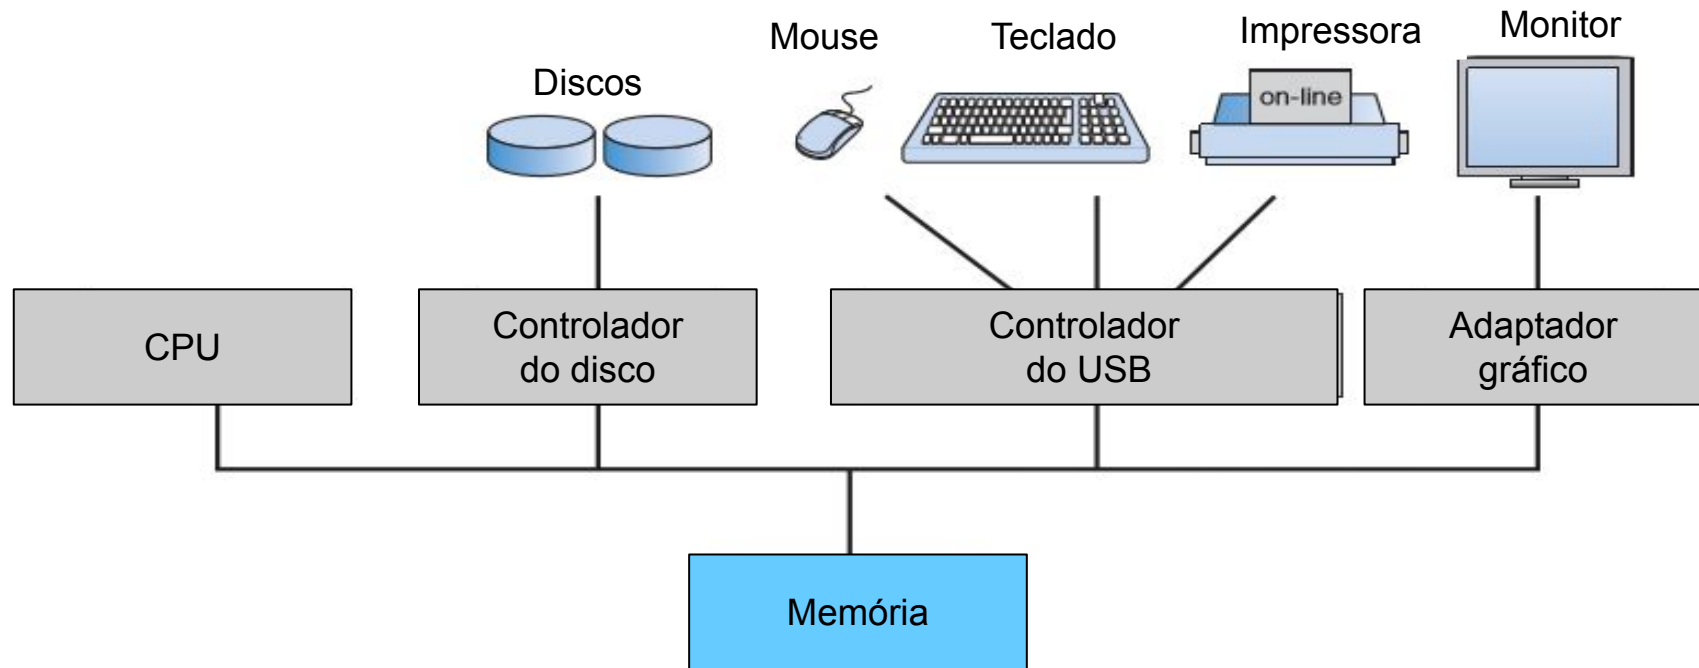 Discos
Mouse
Teclado
Impressora
Monitor
on-line
CPU
Controlador
do disco
Controlador
do USB
Adaptador
gráfico
Memória